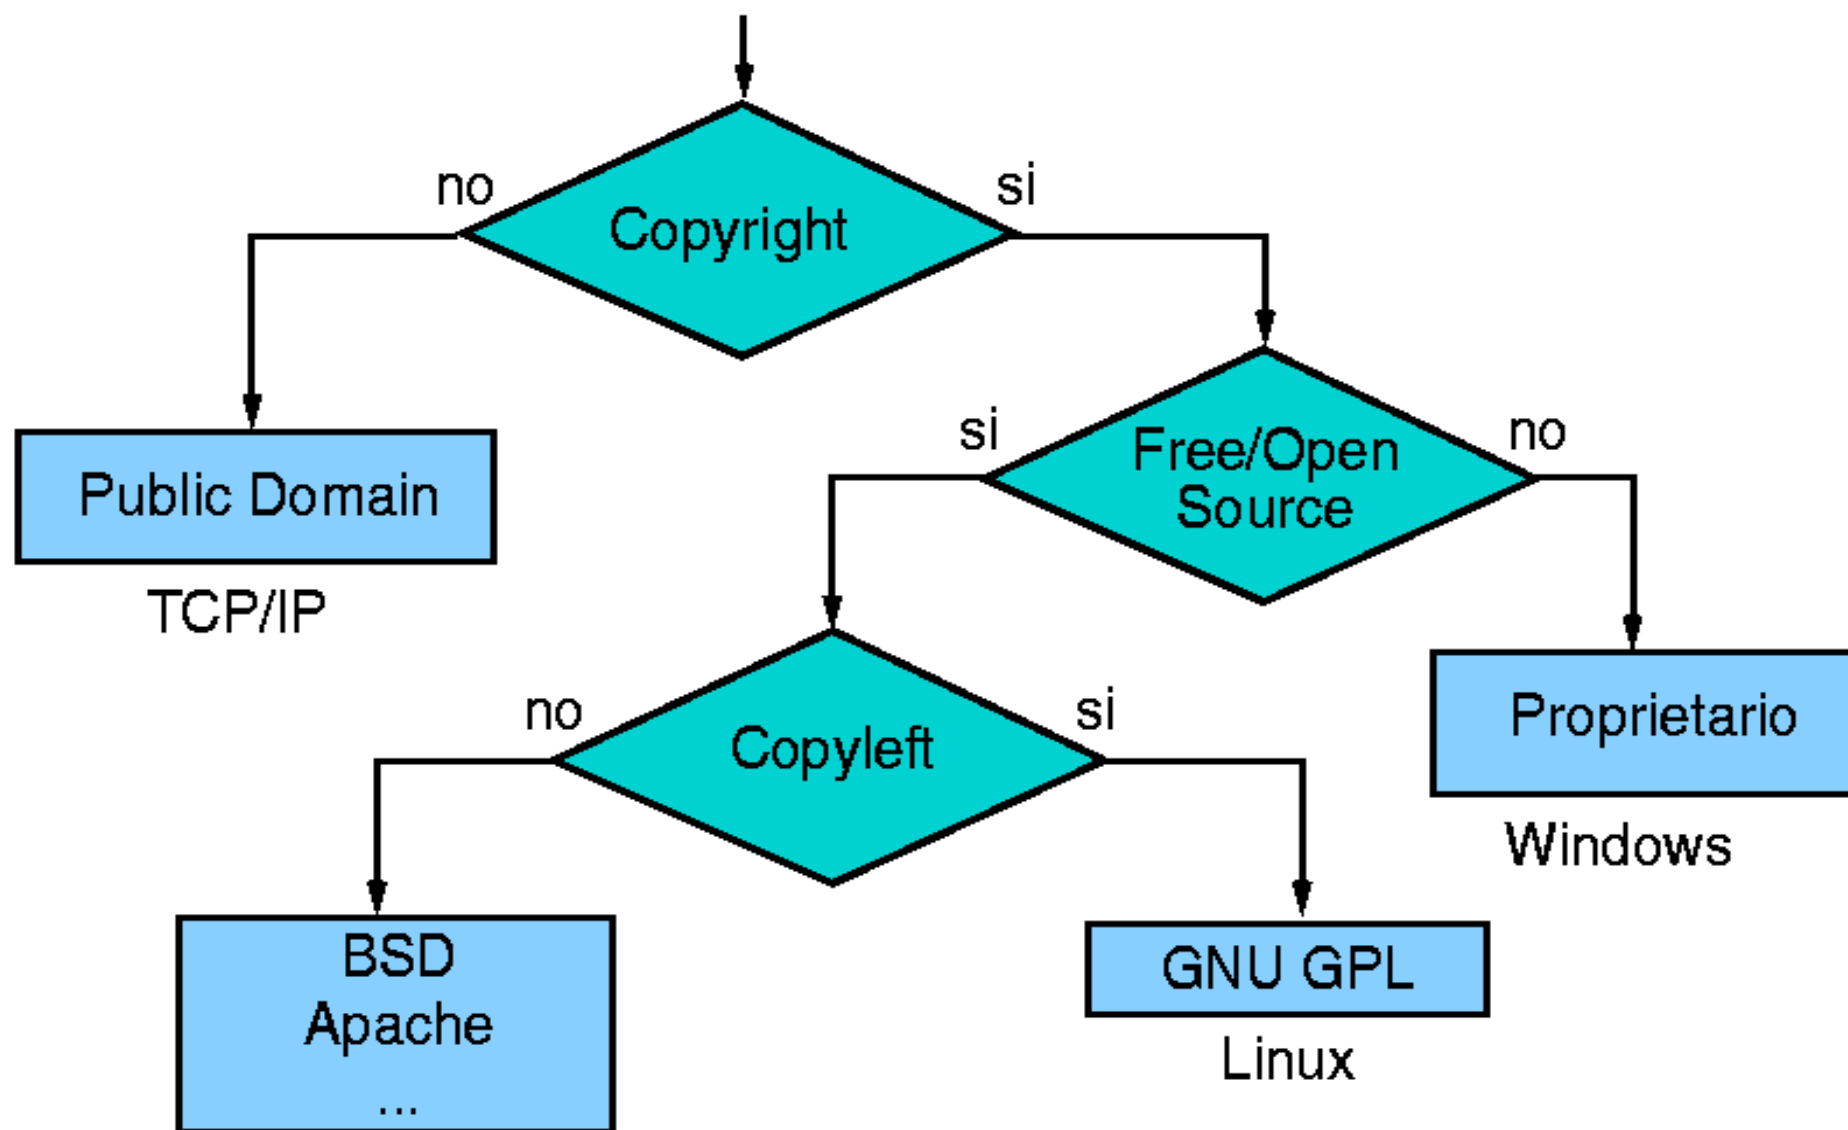 no
si
Copyright
si
no
Free/Open
Source
Public Domain
TCP/IP
no
si
Copyleft
Proprietario
Windows
BSD
Apache
...
GNU GPL
Linux